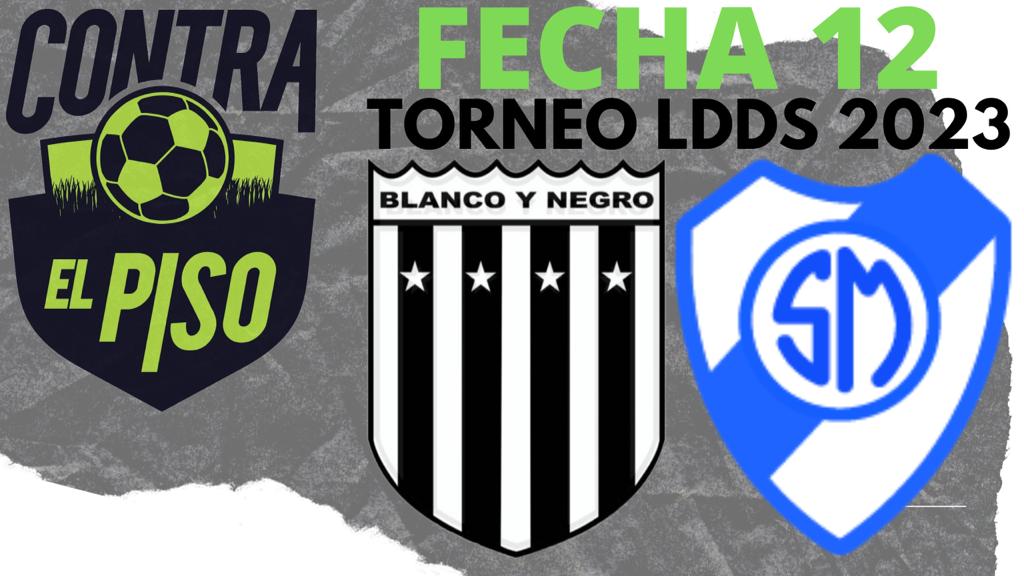 CONTRA
EL PISO
FECHA 12
TORNEO LDDS 2023
BLANCO Y NEGRO
SM